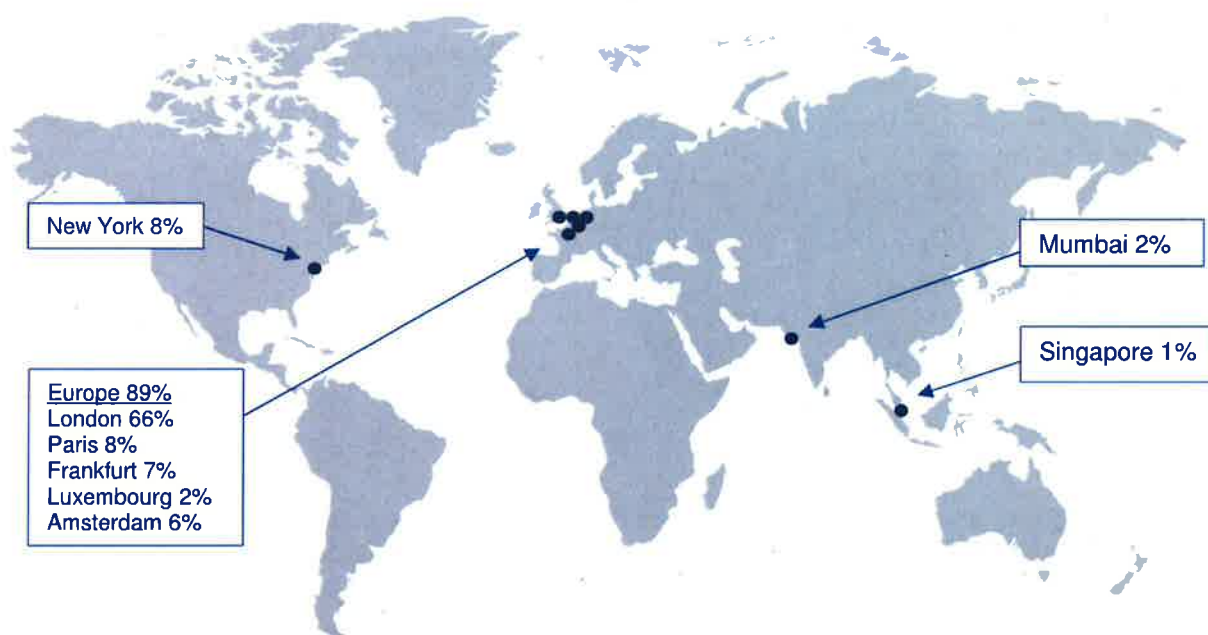 New York 8%
Mumbai 2%
Singapore 1%
Europe 89%
London 66%
Paris 8%
Frankfurt 7%
Luxembourg 2%
Amsterdam 6%